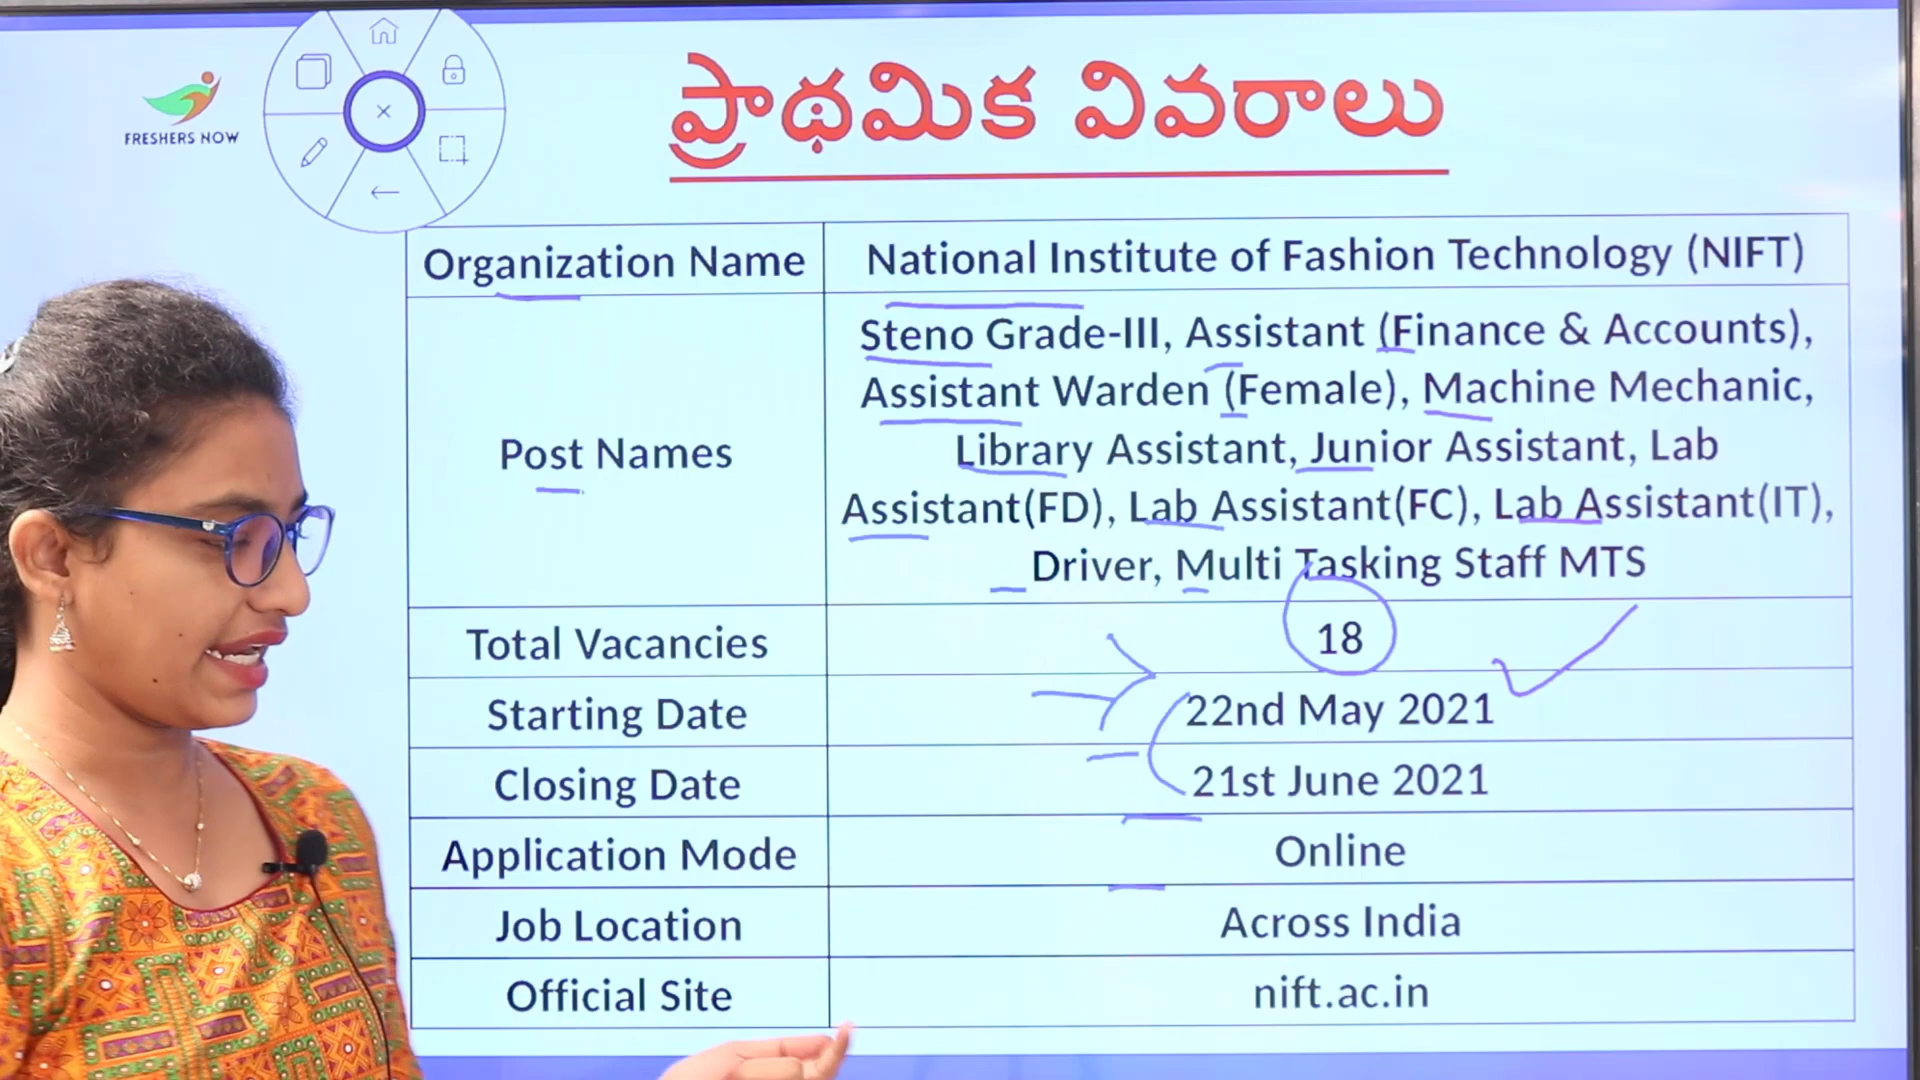 FRESHERS NOW
ప్రాథమిక వివరాలు
Organization Name
National Institute of Fashion Technology (NIFT)
Post Names
Steno Grade-III, Assistant (Finance & Accounts),
Assistant Warden (Female), Machine Mechanic,
Library Assistant, Junior Assistant, Lab
Assistant(FD), Lab Assistant(FC), Lab Assistant(IT),
Driver, Multi Tasking Staff MTS
Total Vacancies
18
Starting Date
22nd May 2021
Closing Date
21st June 2021
Application Mode
Online
Job Location
Across India
Official Site
nift.ac.in